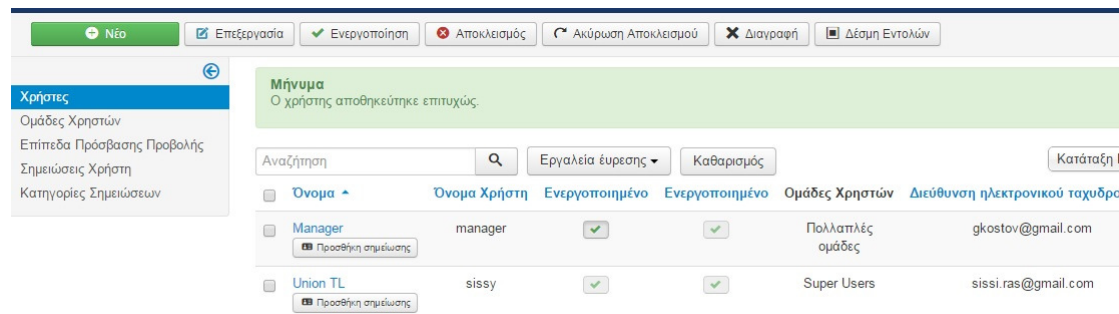 Νέο
Επεξεργασία
Ενεργοποίηση
Αποκλεισμός
Ακύρωση Αποκλεισμού
Διαγραφή
Δέσμη Εντολών
Χρήστες
Ομάδες Χρηστών
Επίπεδα Πρόσβασης Προβολής
Σημειώσεις Χρήστη
Κατηγορίες Σημειώσεων
Μήνυμα
Ο χρήστης αποθηκεύτηκε επιτυχώς.
Αναζήτηση
Εργαλεία έυρεσης
Καθαρισμός
Κατάταξη
Όνομα
Όνομα Χρήστη
Ενεργοποιημένο
Ενεργοποιημένο
Ομάδες Χρηστών
Διεύθυνση ηλεκτρονικού ταχυδρο
Manager
manager
Πολλαπλές
ομάδες
gkostov@gmail.com
Προσθήκη σημείωσης
Union TL
sissy
Super Users
sissi.ras@gmail.com
Προσθήκη σημείωσης